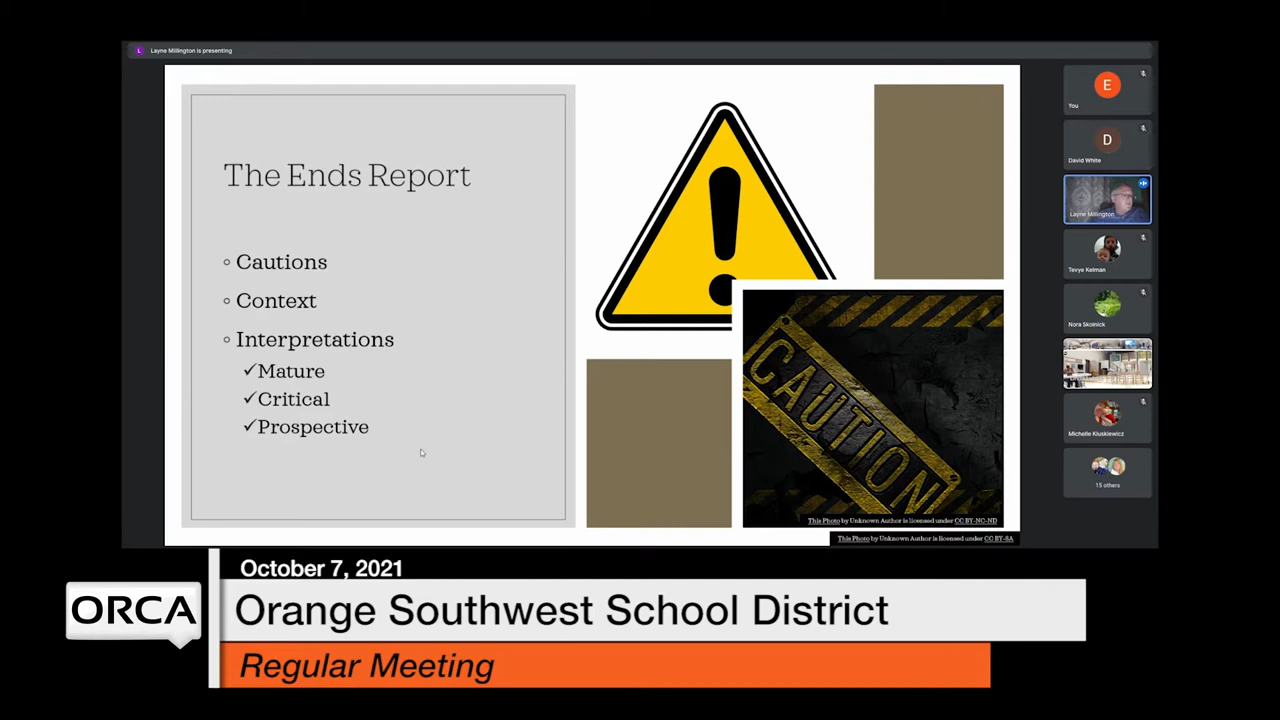 Layne Millington is presenting
The Ends Report
Cautions
Context
Interpretations
Mature
Critical
Prospective
CAUTION
This Photo by Unknown Author is licensed under CC BY-NC-ND
This Photo by Unknown Author is licensed under CC BY-SA
E
You
D
David White
Layne Millington
Tevye Kelman
Nora Skolnick
Michelle Kluskiewicz
15 others
October 7, 2021
ORCA
Orange Southwest School District
Regular Meeting